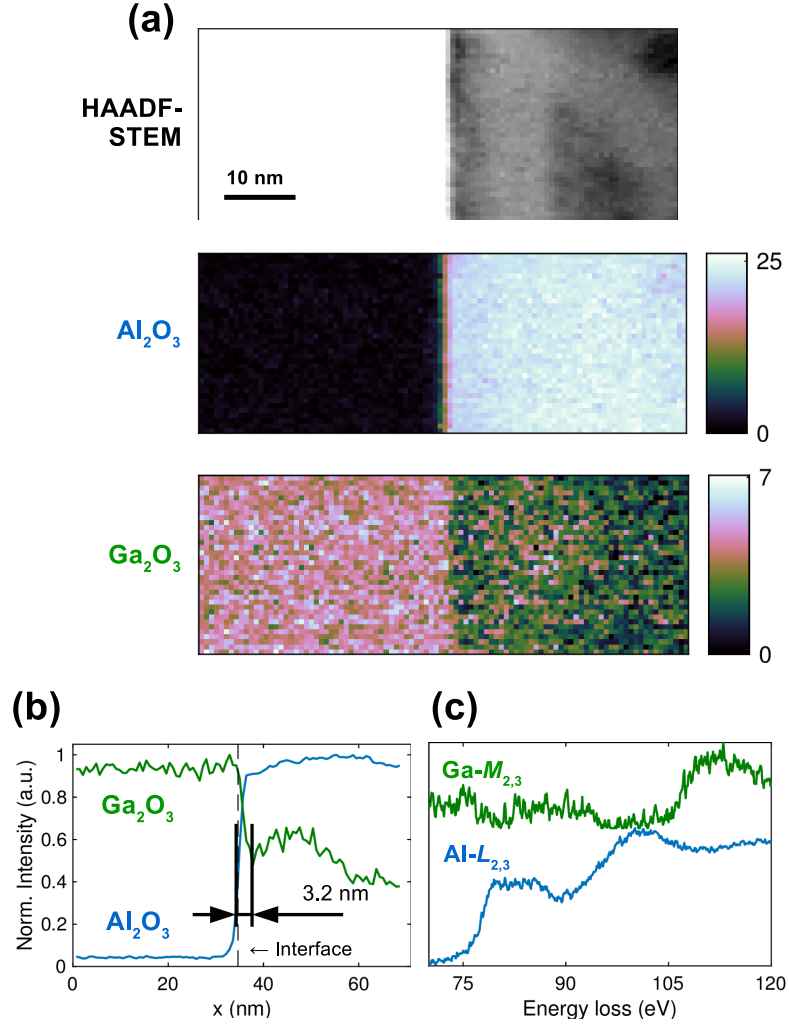 (a)
HAADF-
STEM
10 nm
Al₂O₃
25
0
Ga₂O₃
7
0
(b)
Norm. Intensity (a.u.)
1
0.8
0.6
0.4
0.2
0
Ga₂O₃
3.2 nm
Al₂O₃
← Interface
0 20 40 60
x (nm)
(c)
Ga-M₂,₃
Al-L₂,₃
75 90 105 120
Energy loss (eV)